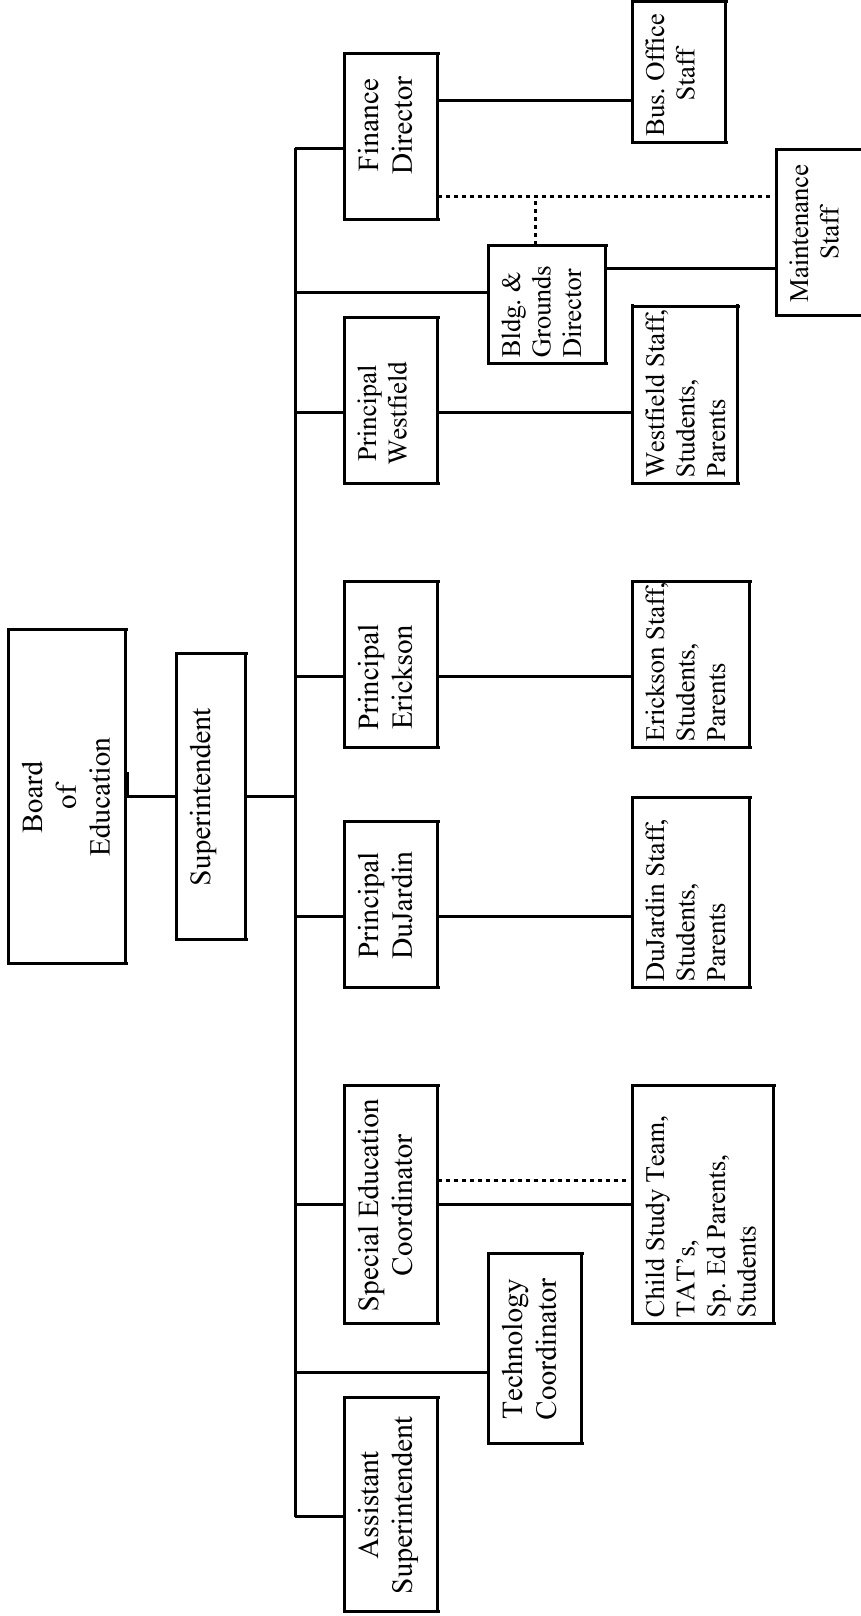 Board
of
Education
Superintendent
Assistant
Superintendent
Technology
Coordinator
Special Education
Coordinator
Child Study Team,
TAT's,
Sp. Ed Parents,
Students
Principal
DuJardin
DuJardin Staff,
Students,
Parents
Principal
Erickson
Erickson Staff,
Students,
Parents
Principal
Westfield
Westfield Staff,
Students,
Parents
Bldg. &
Grounds
Director
Maintenance
Staff
Finance
Director
Bus. Office
Staff